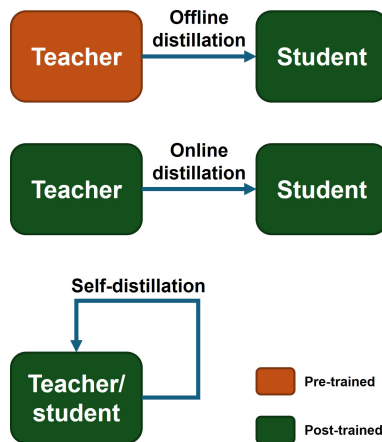 Offline
distillation
Teacher
Student
Online
distillation
Teacher
Student
Self-distillation
Teacher/
student
Pre-trained
Post-trained